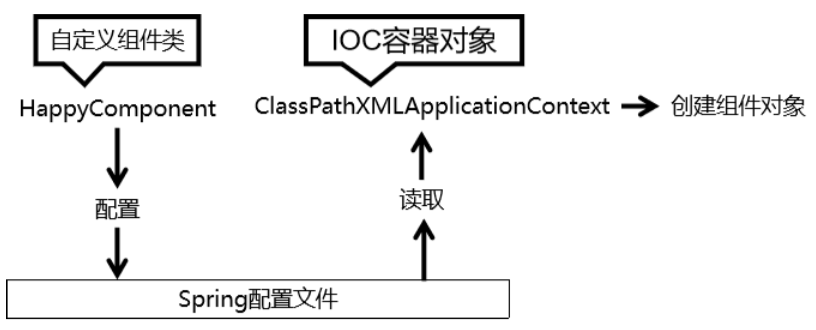 自定义组件类
IOC容器对象
HappyComponent
ClassPathXMLApplicationContext
创建组件对象
配置
读取
Spring配置文件